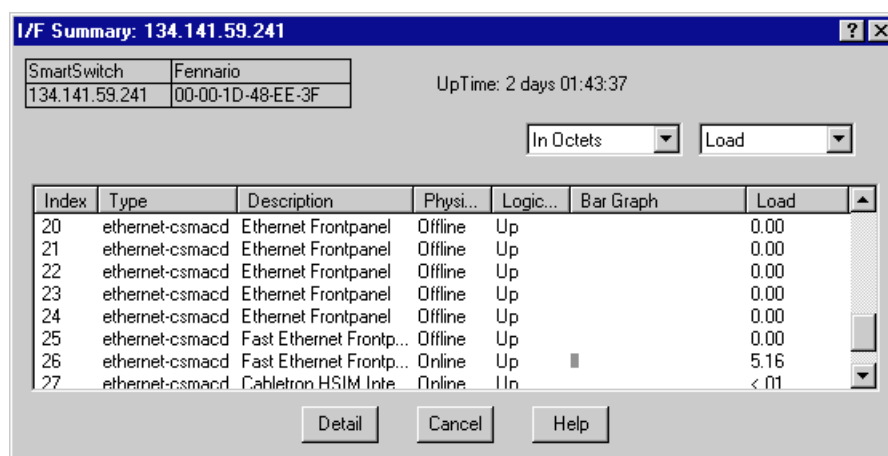 I/F Summary: 134.141.59.241
SmartSwitch Fennario
134.141.59.241 00-00-1D-48-EE-3F
UpTime: 2 days 01:43:37
In Octets Load
Index Type Description Physi... Logic... Bar Graph Load
20 ethernet-csmacd Ethernet Frontpanel Offline Up 0.00
21 ethernet-csmacd Ethernet Frontpanel Offline Up 0.00
22 ethernet-csmacd Ethernet Frontpanel Offline Up 0.00
23 ethernet-csmacd Ethernet Frontpanel Offline Up 0.00
24 ethernet-csmacd Ethernet Frontpanel Offline Up 0.00
25 ethernet-csmacd Fast Ethernet Frontp... Offline Up 0.00
26 ethernet-csmacd Fast Ethernet Frontp... Online Up 5.16
27 ethernet-csmacd Cabletron HSIM Inte Online Up <.01
Detail Cancel Help